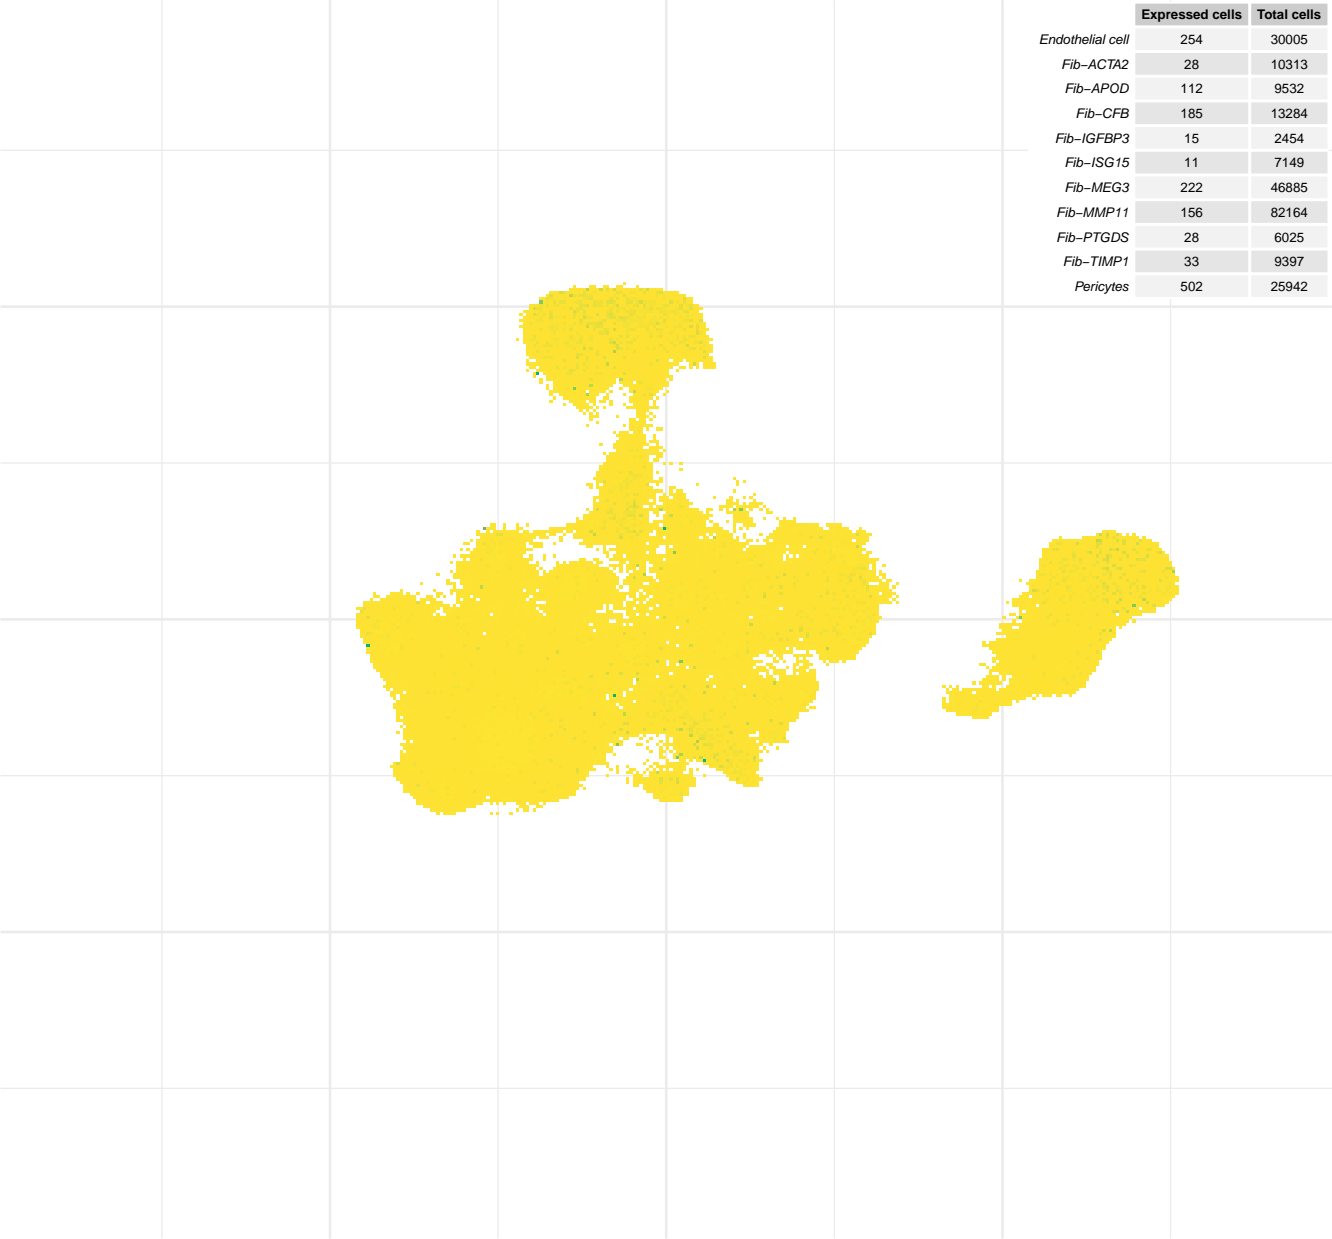 Expressed cells Total cells
Endothelial cell 254 30005
Fib−ACTA2 28 10313
Fib−APOD 112 9532
Fib−CFB 185 13284
Fib−IGFBP3 15 2454
Fib−ISG15 11 7149
Fib−MEG3 222 46885
Fib−MMP11 156 82164
Fib−PTGDS 28 6025
Fib−TIMP1 33 9397
Pericytes 502 25942